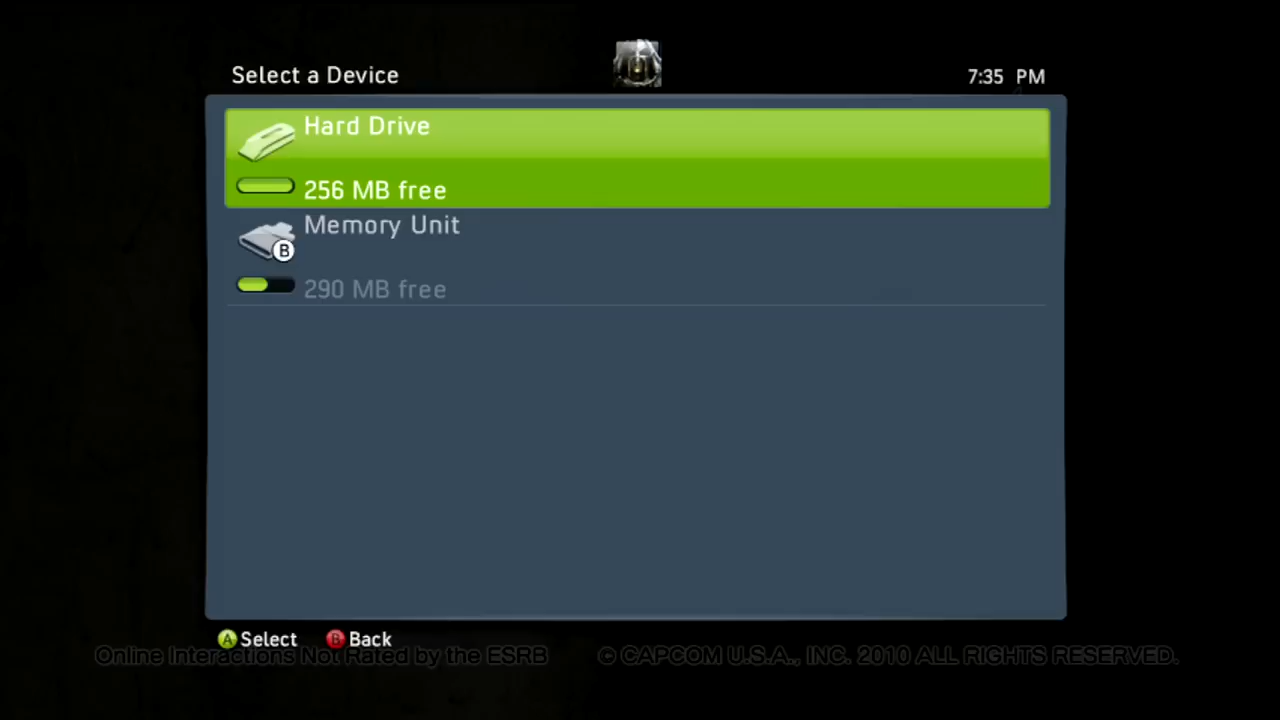 Select a Device
7:35 PM
Hard Drive
256 MB free
Memory Unit
B
290 MB free
A Select B Back
Online Interactions Not Rated by the ESRB © CAPCOM U.S.A., INC. 2010 ALL RIGHTS RESERVED.